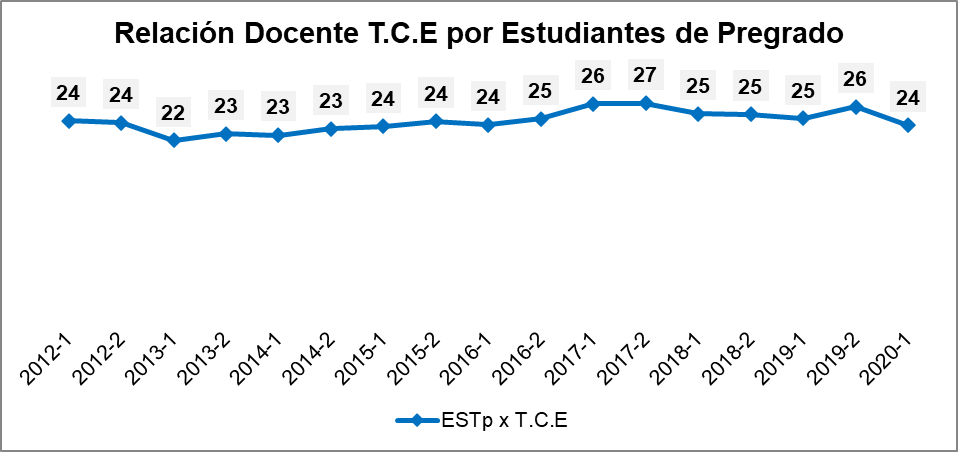 Relación Docente T.C.E por Estudiantes de Pregrado
24 24 22 23 23 23 24 24 24 25 26 27 25 25 25 26 24
2012-1 2012-2 2013-1 2013-2 2014-1 2014-2 2015-1 2015-2 2016-1 2016-2 2017-1 2017-2 2018-1 2018-2 2019-1 2019-2 2020-1
ESTp x T.C.E